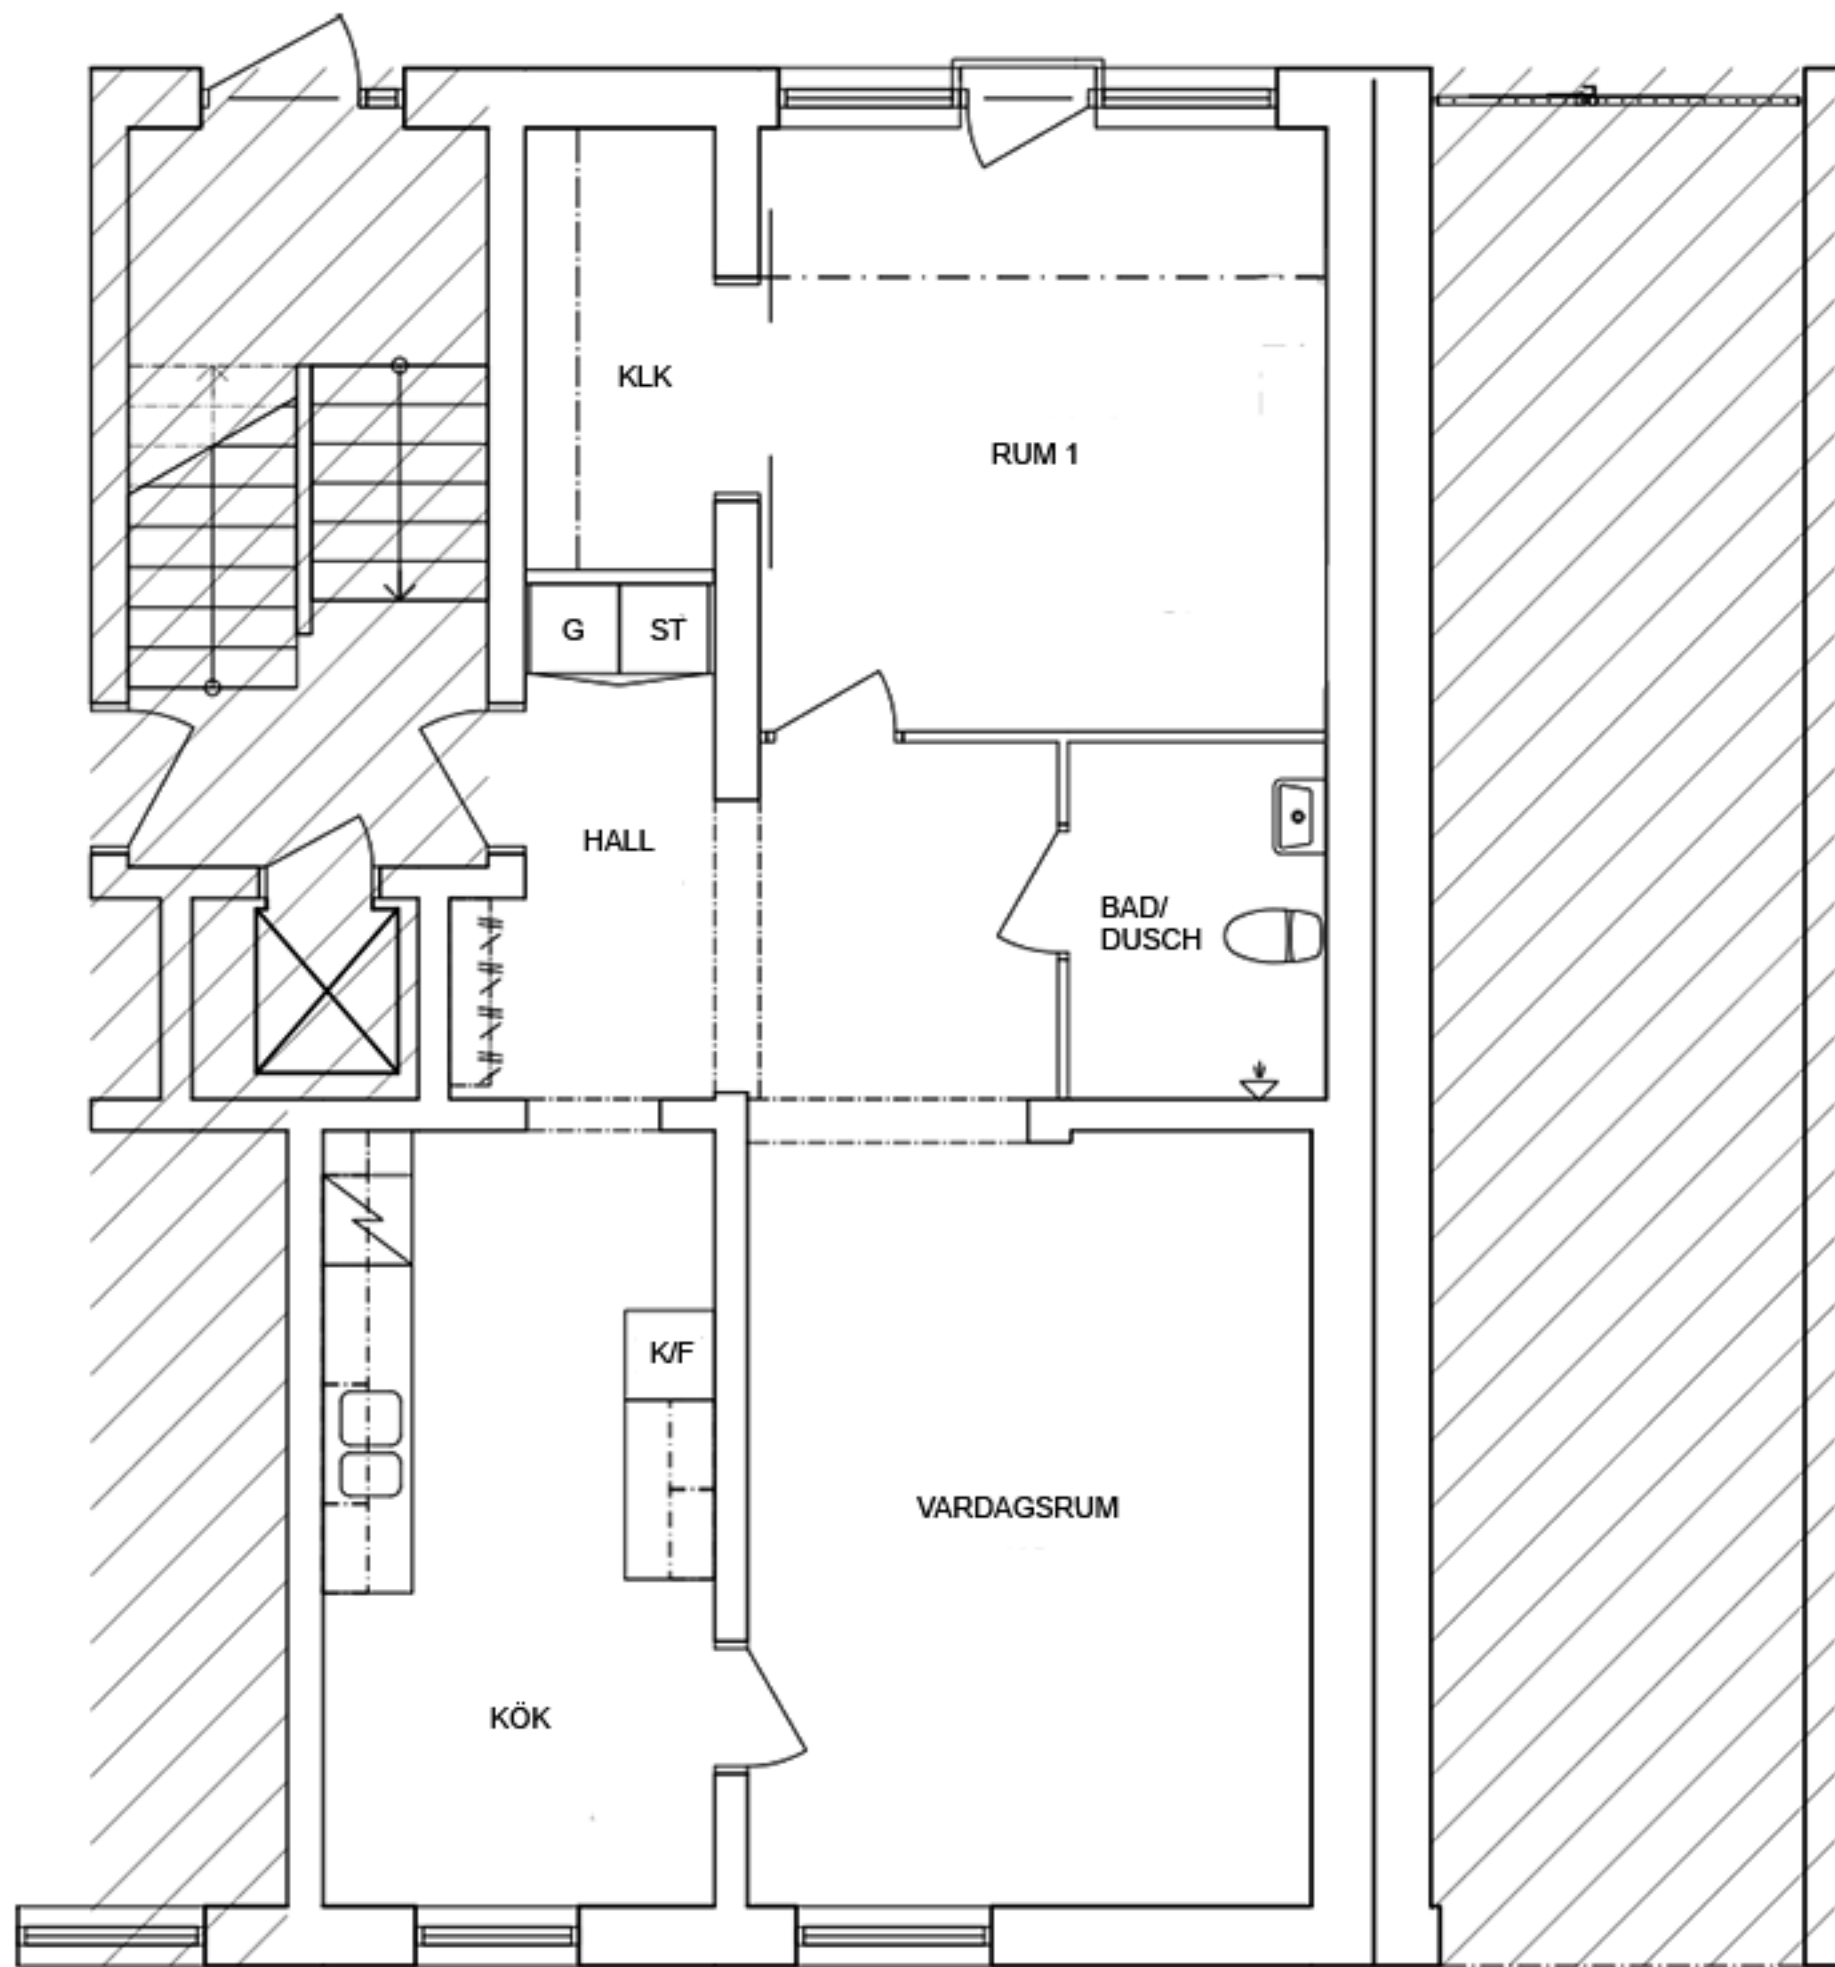 KLK
RUM 1
G
ST
HALL
BAD/
DUSCH
K/F
VARDAGSRUM
KÖK